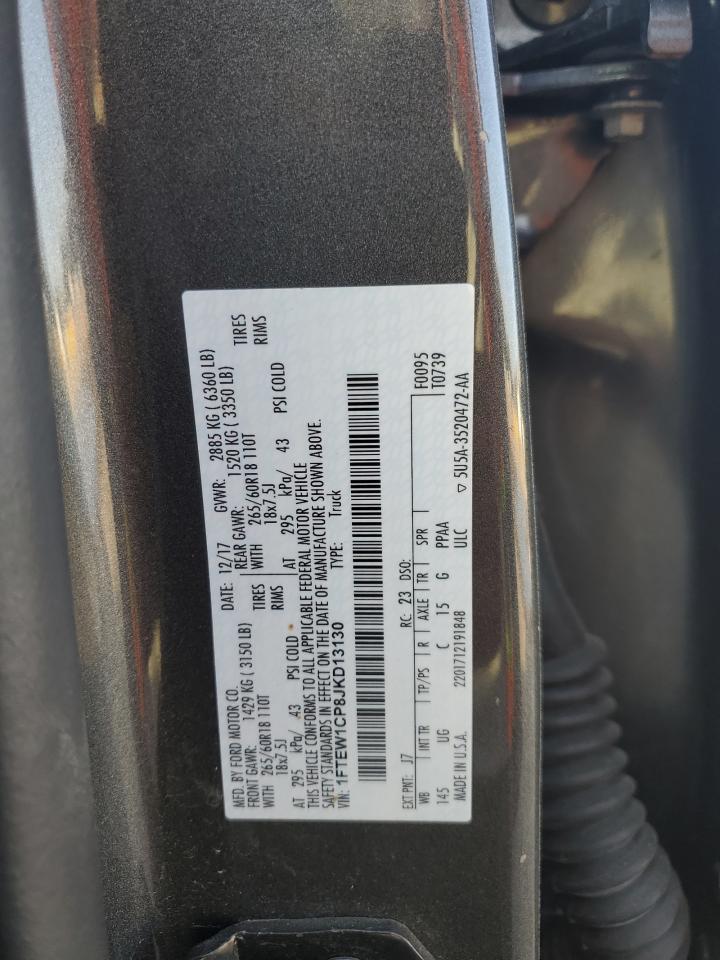 MFD. BY FORD MOTOR CO.
DATE: 12/17 GVWR: 2885 KG ( 6360 LB)
FRONT GAWR: 1429 KG ( 3150 LB) REAR GAWR: 1520 KG ( 3350 LB)
WITH 265/60R18 110T TIRES WITH 265/60R18 110T TIRES
18x7.5J RIMS 18x7.5J RIMS
AT 295 kPa/ 43 PSI COLD AT 295 kPa/ 43 PSI COLD
THIS VEHICLE CONFORMS TO ALL APPLICABLE FEDERAL MOTOR VEHICLE
SAFETY STANDARDS IN EFFECT ON THE DATE OF MANUFACTURE SHOWN ABOVE.
VIN: 1FTEW1CP8JKD13130 TYPE: Truck
EXT PNT: J7 RC: 23 DSO: F0095
WB INT TR TP/PS R AXLE TR SPR T0739
145 UG C 15 G PPAA
MADE IN U.S.A. 2201712191848 ULC ▽ 5U5A-3520472-AA